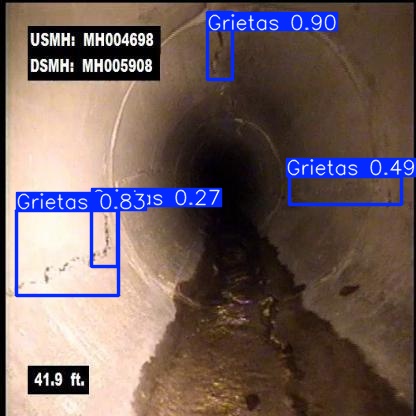 Grietas 0.90
USMH: MH004698
DSMH: MH005908
Grietas 0.49
Grietas 0.83
0.27
41.9 ft.